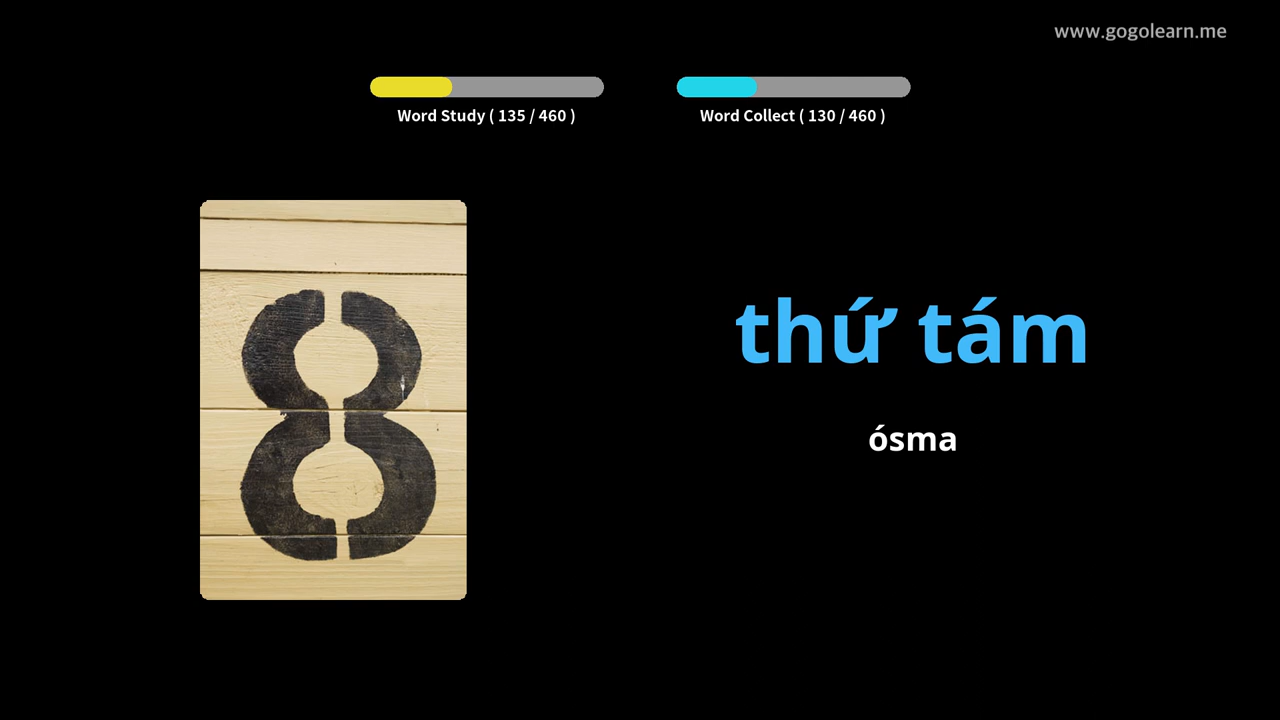 www.gogolearn.me
Word Study ( 135 / 460 )
Word Collect ( 130 / 460 )
8
thứ tám
ósma